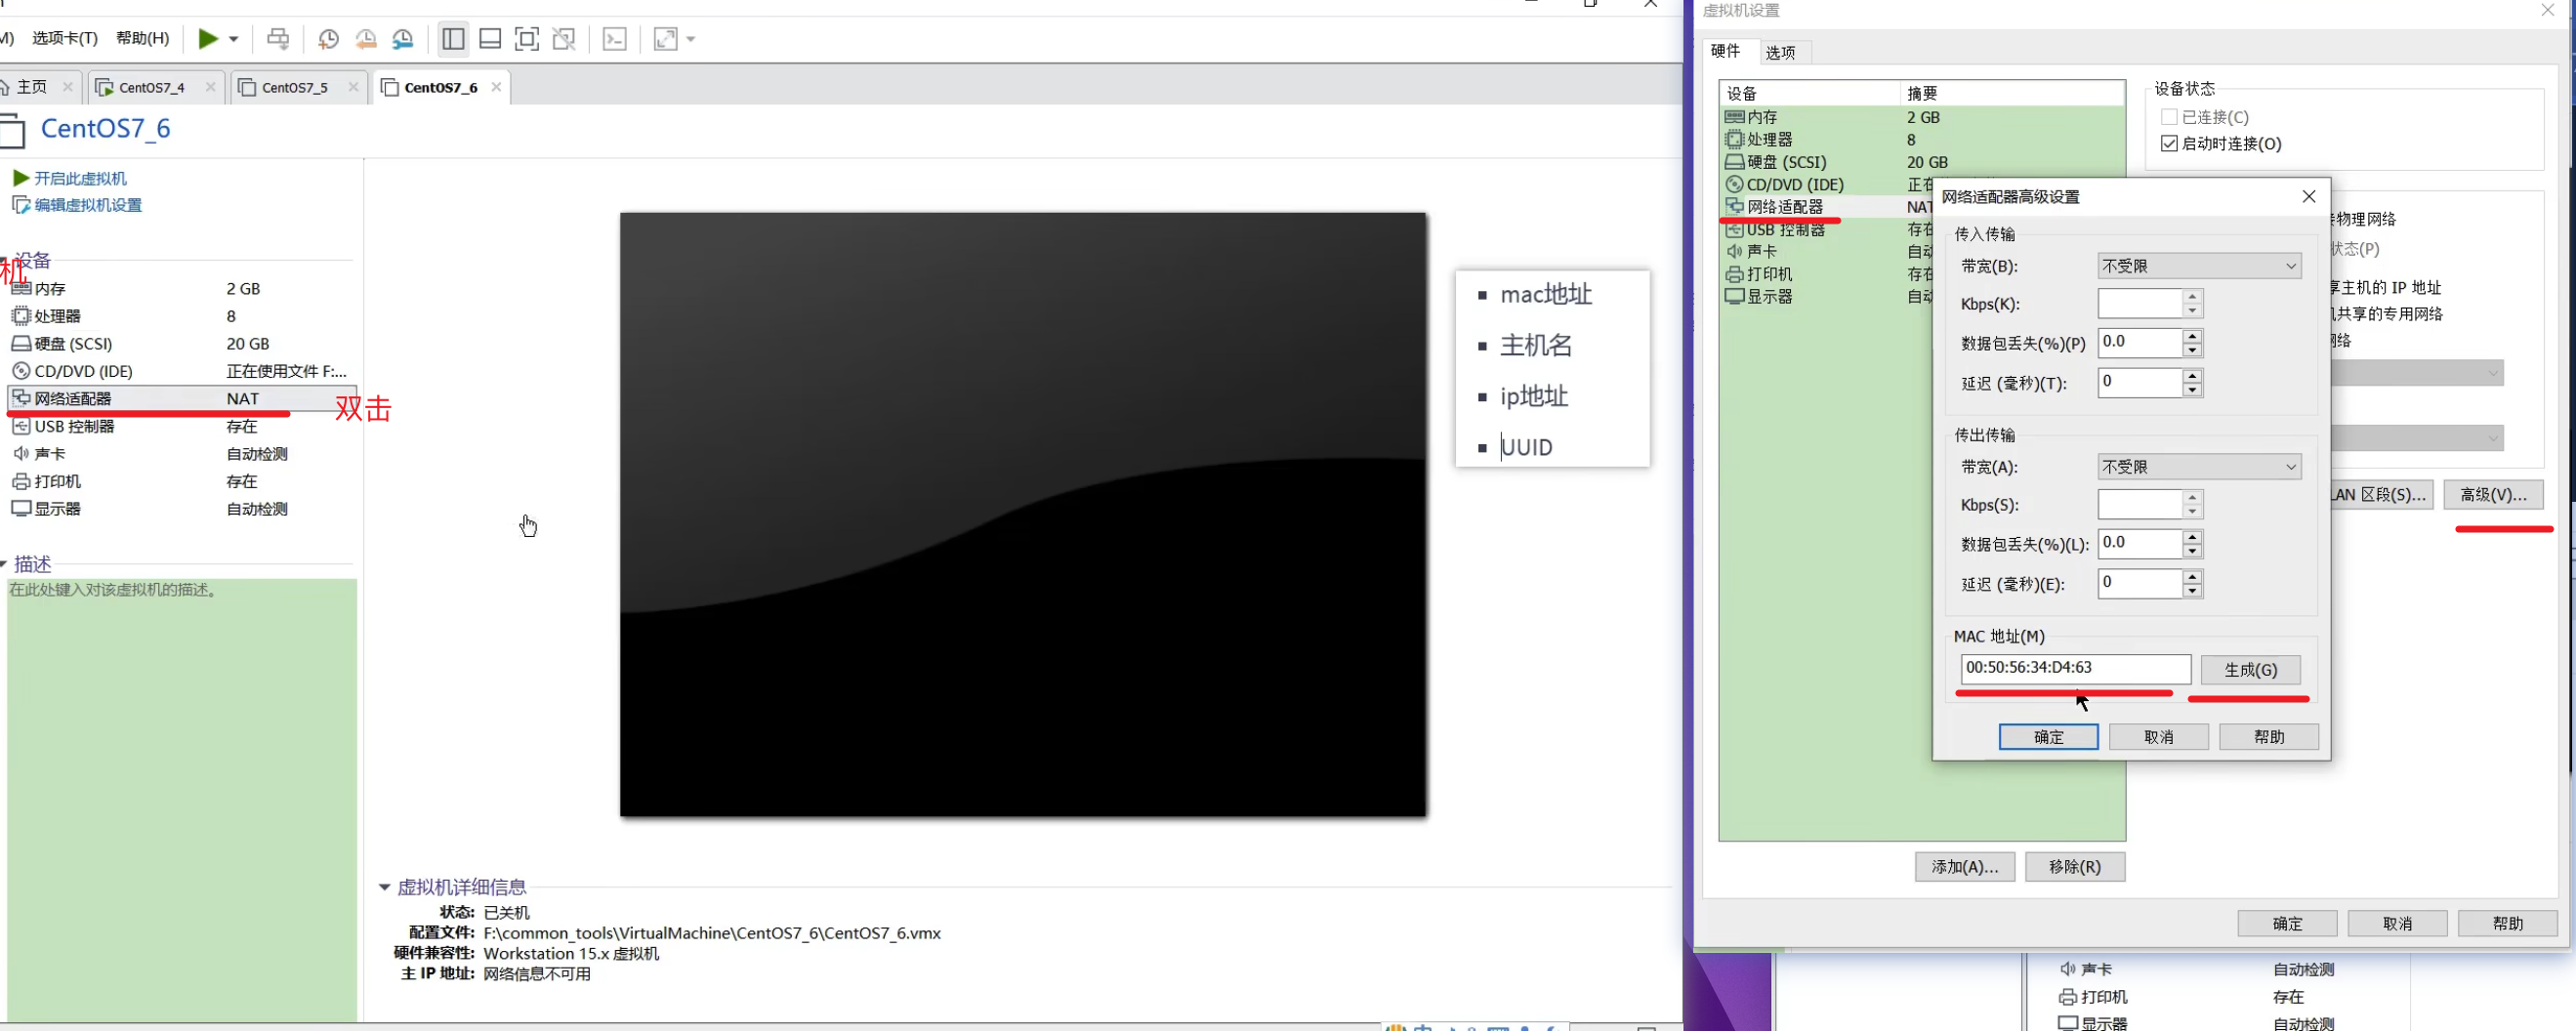 M) 选项卡(T) 帮助(H)
主页 CentOS7_4 CentOS7_5 CentOS7_6
CentOS7_6
开启此虚拟机
编辑虚拟机设置
设备
机
内存 2 GB
处理器 8
硬盘 (SCSI) 20 GB
CD/DVD (IDE) 正在使用文件 F:...
网络适配器 NAT
双击
USB 控制器 存在
声卡 自动检测
打印机 存在
显示器 自动检测
描述
在此处键入对该虚拟机的描述。
▪ mac地址
▪ 主机名
▪ ip地址
▪ UUID
虚拟机详细信息
状态: 已关机
配置文件: F:\common_tools\VirtualMachine\CentOS7_6\CentOS7_6.vmx
硬件兼容性: Workstation 15.x 虚拟机
主 IP 地址: 网络信息不可用
虚拟机设置
硬件 选项
设备 摘要
内存 2 GB
处理器 8
硬盘 (SCSI) 20 GB
CD/DVD (IDE) 正在
网络适配器 NAT
USB 控制器 存在
声卡 自动
打印机 存在
显示器 自动
设备状态
已连接(C)
启动时连接(O)
物理网络
状态(P)
享主机的 IP 地址
机共享的专用网络
网络
LAN 区段(S)... 高级(V)...
网络适配器高级设置
传入传输
带宽(B): 不受限
Kbps(K):
数据包丢失(%)(P) 0.0
延迟 (毫秒)(T): 0
传出传输
带宽(A): 不受限
Kbps(S):
数据包丢失(%)(L): 0.0
延迟 (毫秒)(E): 0
MAC 地址(M)
00:50:56:34:D4:63 生成(G)
确定 取消 帮助
添加(A)... 移除(R)
确定 取消 帮助
声卡 自动检测
打印机 存在
显示器 自动检测